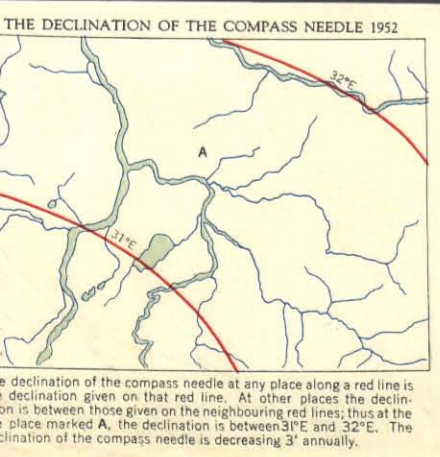 THE DECLINATION OF THE COMPASS NEEDLE 1952
32°E
A
31°E
e declination of the compass needle at any place along a red line is
e declination given on that red line. At other places the declin-
on is between those given on the neighbouring red lines; thus at the
e place marked A, the declination is between 31°E and 32°E. The
clination of the compass needle is decreasing 3' annually.